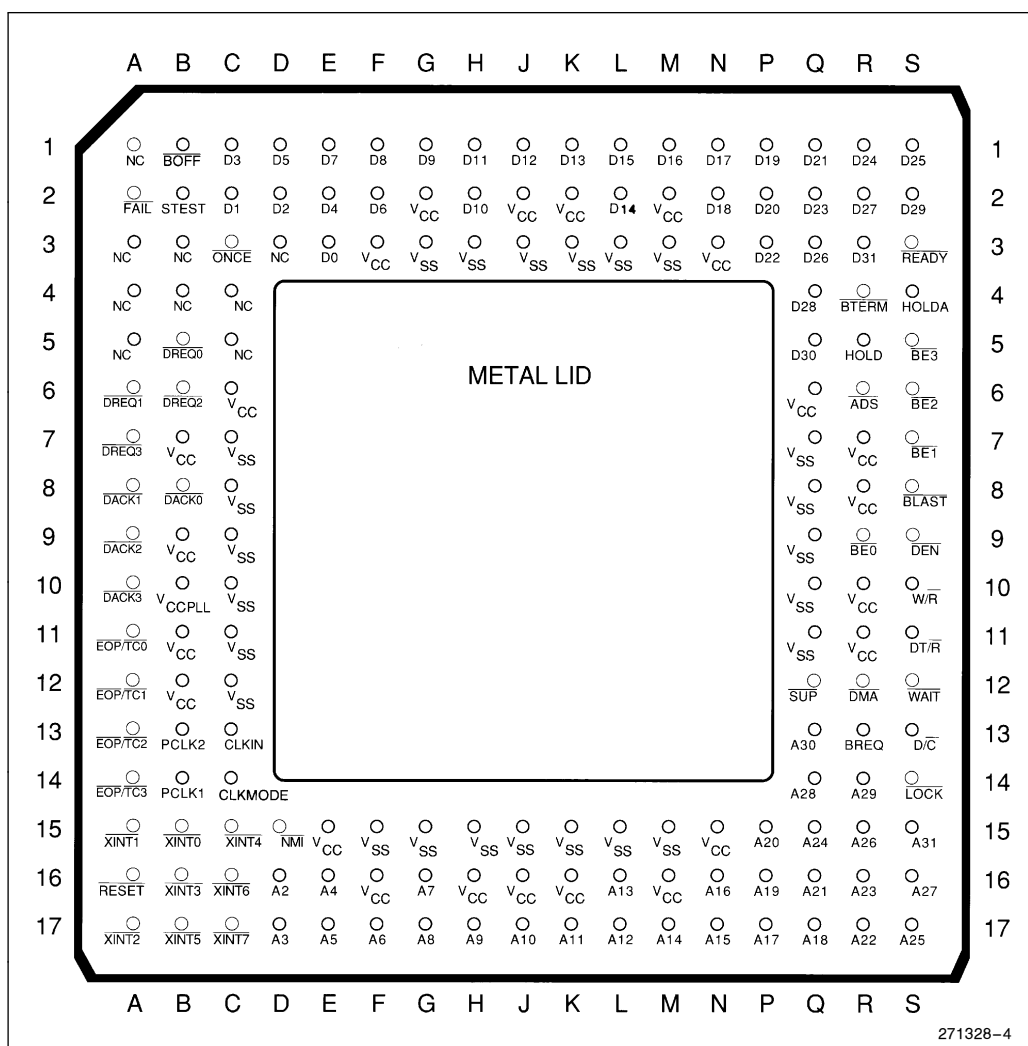 A B C D E F G H J K L M N P Q R S
1 NC BOFF D3 D5 D7 D8 D9 D11 D12 D13 D15 D16 D17 D19 D21 D24 D25 1
2 FAIL STEST D1 D2 D4 D6 VCC D10 VCC VCC D14 VCC D18 D20 D23 D27 D29 2
3 NC NC ONCE NC D0 VCC VSS VSS VSS VSS VSS VSS VCC D22 D26 D31 READY 3
4 NC NC NC D28 BTERM HOLDA 4
5 NC DREQ0 NC D30 HOLD BE3 5
METAL LID
6 DREQ1 DREQ2 VCC VCC ADS BE2 6
7 DREQ3 VCC VSS VSS VCC BE1 7
8 DACK1 DACK0 VSS VSS VCC BLAST 8
9 DACK2 VCC VSS VSS BE0 DEN 9
10 DACK3 VCCPLL VSS VSS VCC W/R 10
11 EOP/TC0 VCC VSS VSS VCC DT/R 11
12 EOP/TC1 VCC VSS SUP DMA WAIT 12
13 EOP/TC2 PCLK2 CLKIN A30 BREQ D/C 13
14 EOP/TC3 PCLK1 CLKMODE A28 A29 LOCK 14
15 XINT1 XINT0 XINT4 NMI VCC VSS VSS VSS VSS VSS VSS VSS VCC A20 A24 A26 A31 15
16 RESET XINT3 XINT6 A2 A4 VCC A7 VCC VCC VCC A13 VCC A16 A19 A21 A23 A27 16
17 XINT2 XINT5 XINT7 A3 A5 A6 A8 A9 A10 A11 A12 A14 A15 A17 A18 A22 A25 17
A B C D E F G H J K L M N P Q R S
271328–4